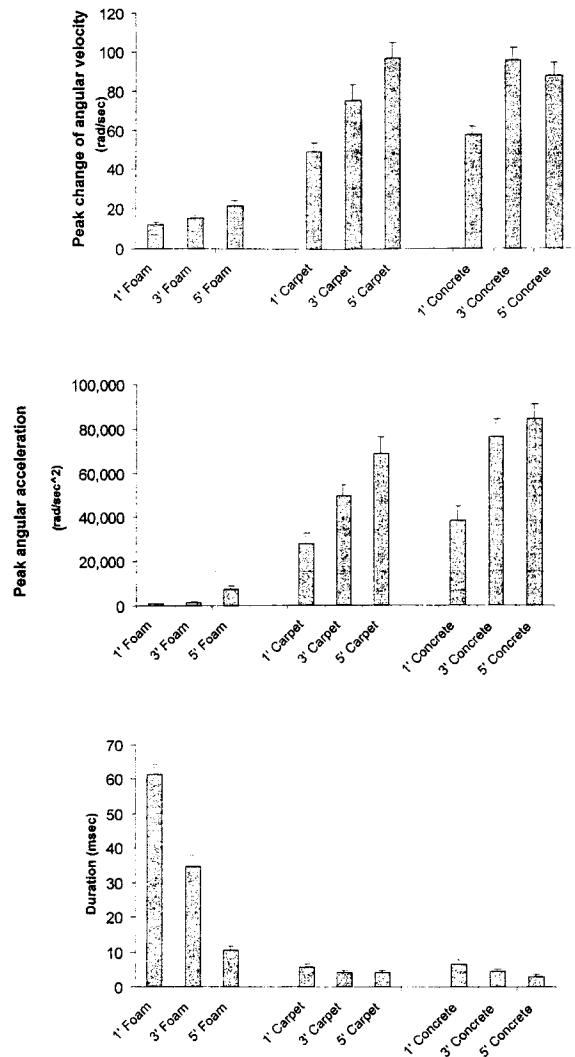 Peak change of angular velocity
(rad/sec)
120
100
80
60
40
20
0
1' Foam
3' Foam
5' Foam
1' Carpet
3' Carpet
5' Carpet
1' Concrete
3' Concrete
5' Concrete
Peak angular acceleration
(rad/sec^2)
100,000
80,000
60,000
40,000
20,000
0
1' Foam
3' Foam
5' Foam
1' Carpet
3' Carpet
5' Carpet
1' Concrete
3' Concrete
5' Concrete
Duration (msec)
70
60
50
40
30
20
10
0
1' Foam
3' Foam
5' Foam
1' Carpet
3' Carpet
5' Carpet
1' Concrete
3' Concrete
5' Concrete